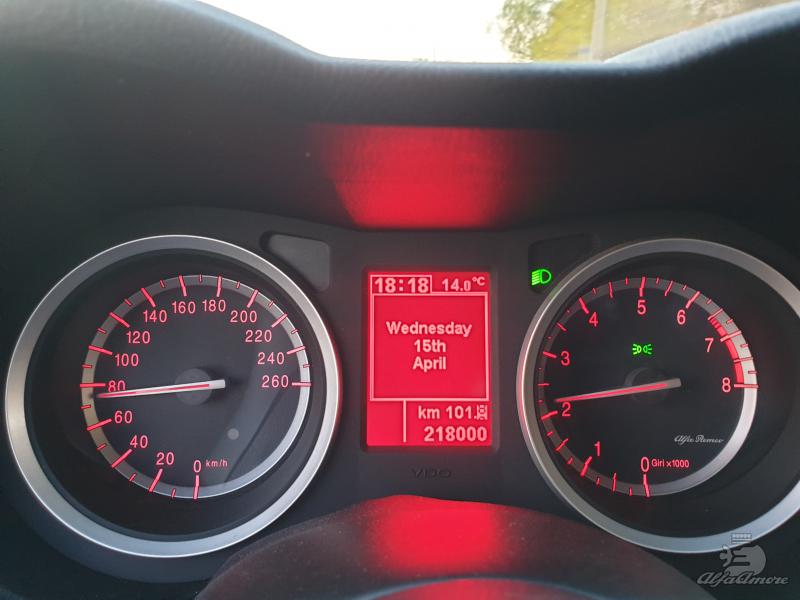 18:18 14.0°C
Wednesday
15th
April
km 101.
218000
VDO
0
20
40
60
80
100
120
140
160
180
200
220
240
260
km/h
0
1
2
3
4
5
6
7
8
Giri x1000
Alfa Romeo
AlfaAmore